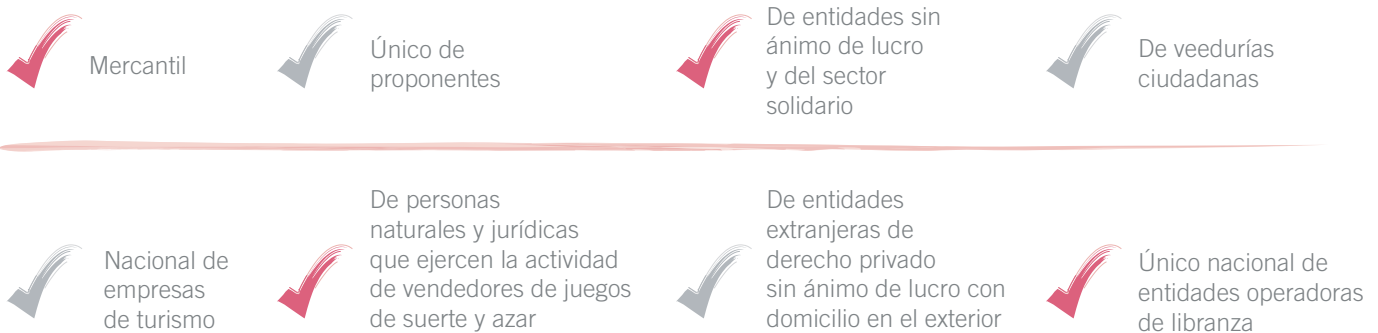 Mercantil
Único de
proponentes
De entidades sin
ánimo de lucro
y del sector
solidario
De veedurías
ciudadanas
Nacional de
empresas
de turismo
De personas
naturales y jurídicas
que ejercen la actividad
de vendedores de juegos
de suerte y azar
De entidades
extranjeras de
derecho privado
sin ánimo de lucro con
domicilio en el exterior
Único nacional de
entidades operadoras
de libranza